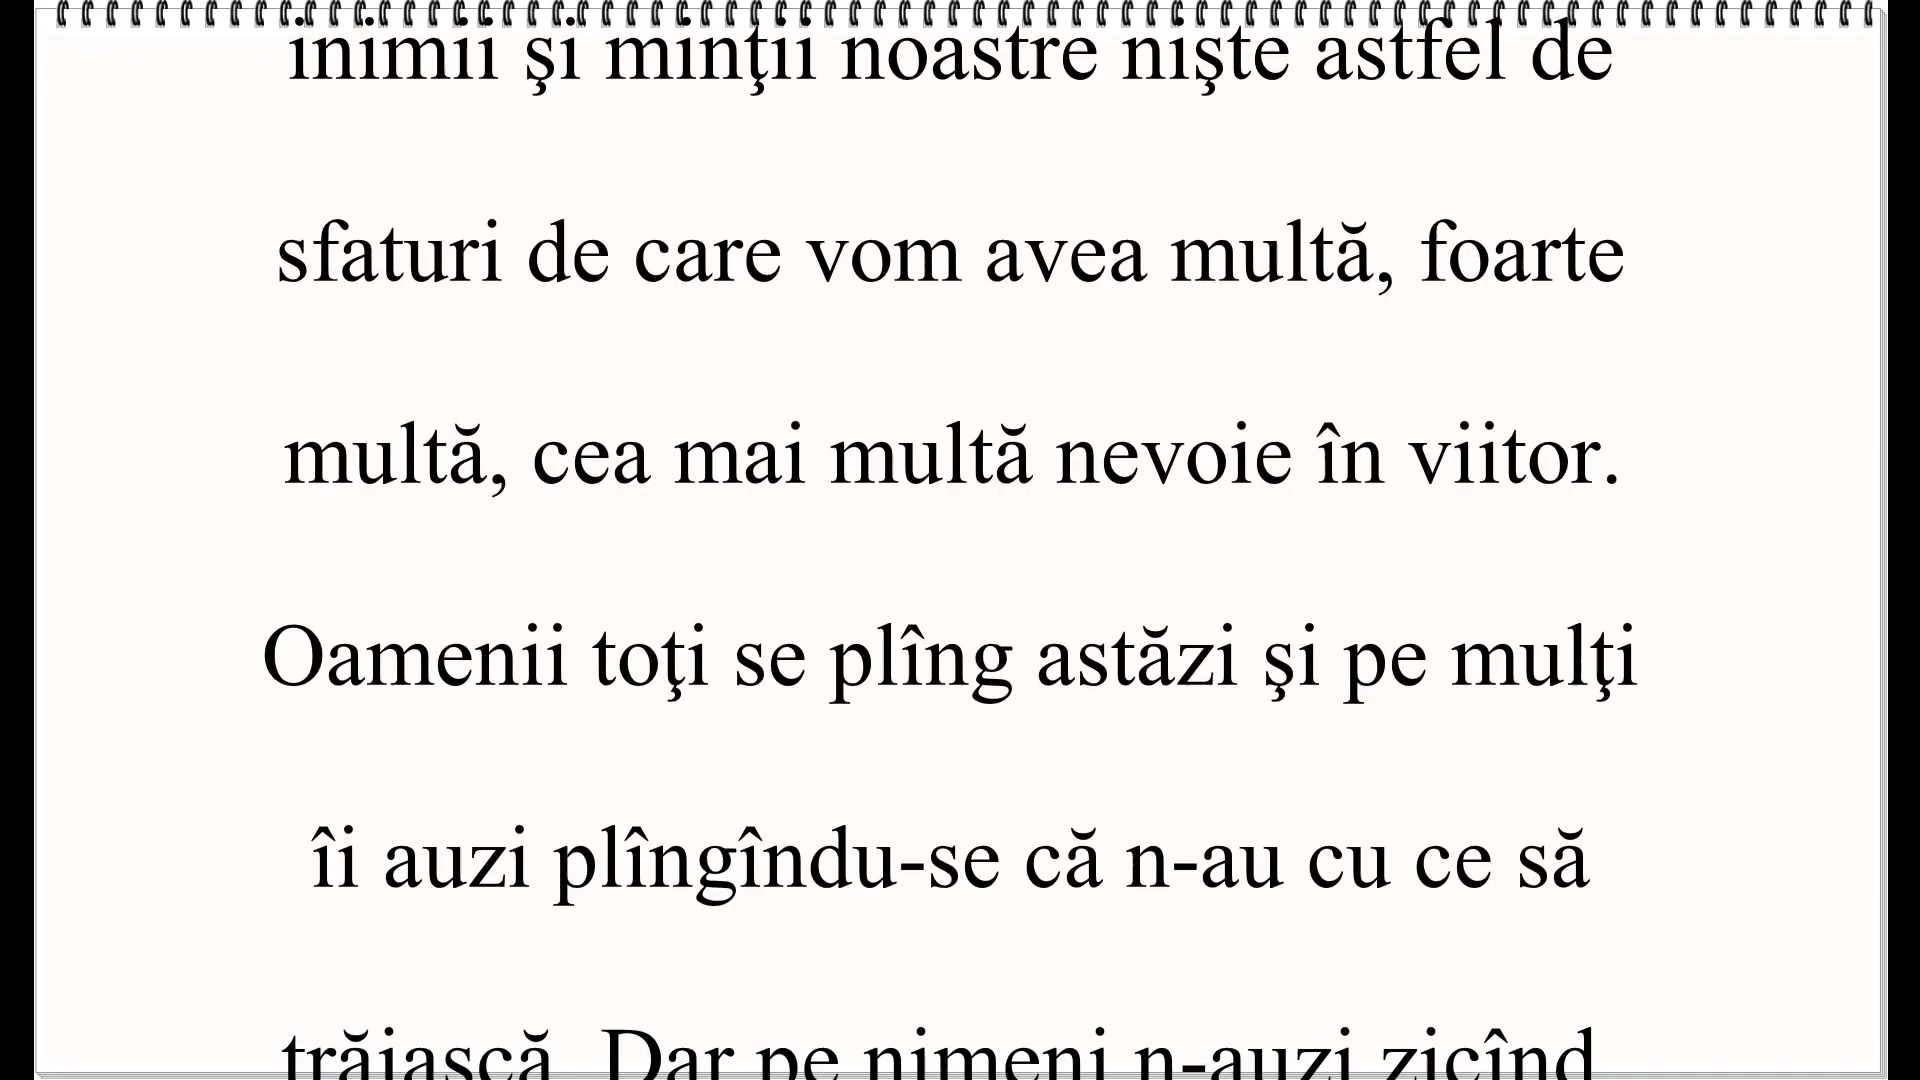 inimii şi minţii noastre nişte astfel de
sfaturi de care vom avea multă, foarte
multă, cea mai multă nevoie în viitor.
Oamenii toţi se plîng astăzi şi pe mulţi
îi auzi plîngîndu-se că n-au cu ce să
trăiască. Dar pe nimeni n-auzi zicînd